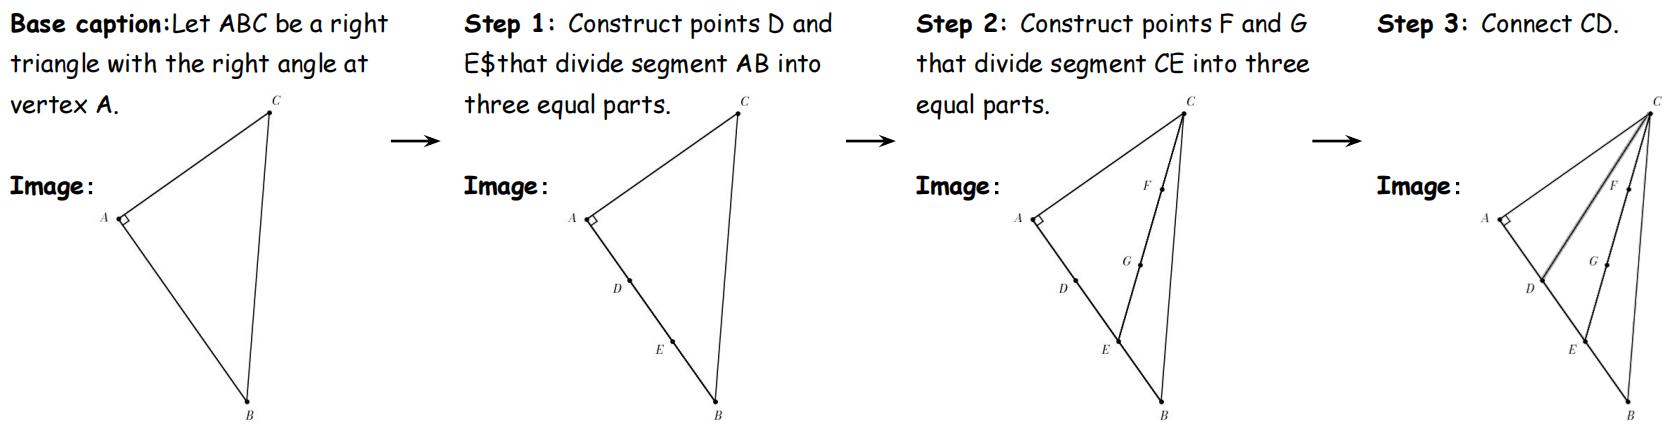 Base caption:Let ABC be a right
triangle with the right angle at
vertex A.
Image:
C
A
B
Step 1: Construct points D and
E$that divide segment AB into
three equal parts.
Image:
C
A
D
E
B
Step 2: Construct points F and G
that divide segment CE into three
equal parts.
Image:
C
F
A
G
D
E
B
Step 3: Connect CD.
Image:
C
F
A
G
D
E
B